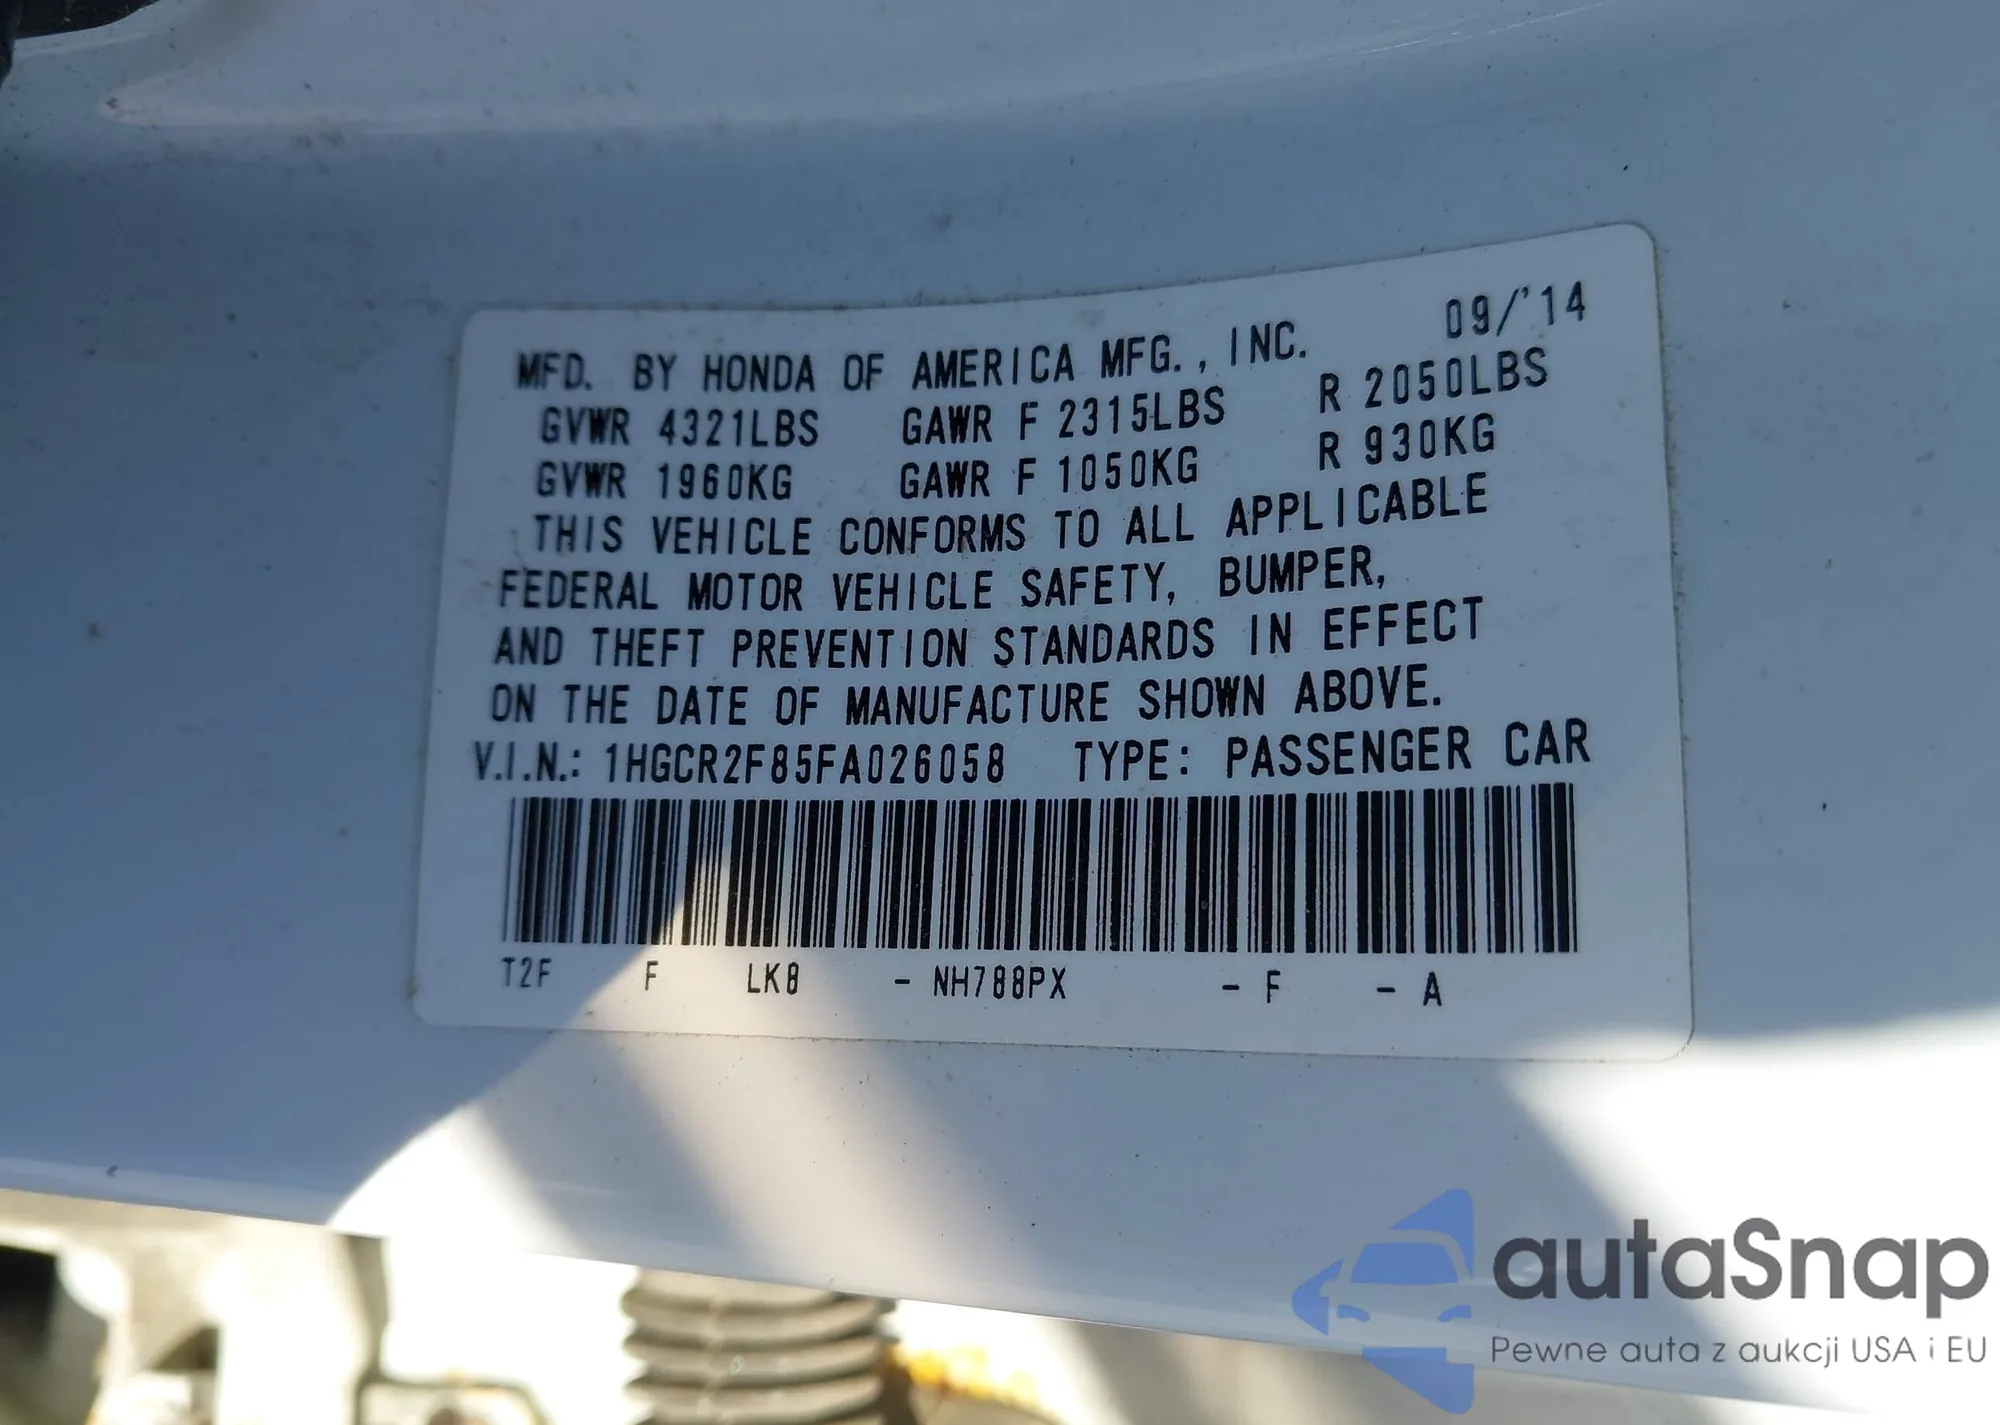 MFD. BY HONDA OF AMERICA MFG., INC. 09/'14
GVWR 4321LBS GAWR F 2315LBS R 2050LBS
GVWR 1960KG GAWR F 1050KG R 930KG
THIS VEHICLE CONFORMS TO ALL APPLICABLE
FEDERAL MOTOR VEHICLE SAFETY, BUMPER,
AND THEFT PREVENTION STANDARDS IN EFFECT
ON THE DATE OF MANUFACTURE SHOWN ABOVE.
V.I.N.: 1HGCR2F85FA026058 TYPE: PASSENGER CAR
T2F F LK8 - NH788PX - F - A
autaSnap
Pewne auta z aukcji USA i EU